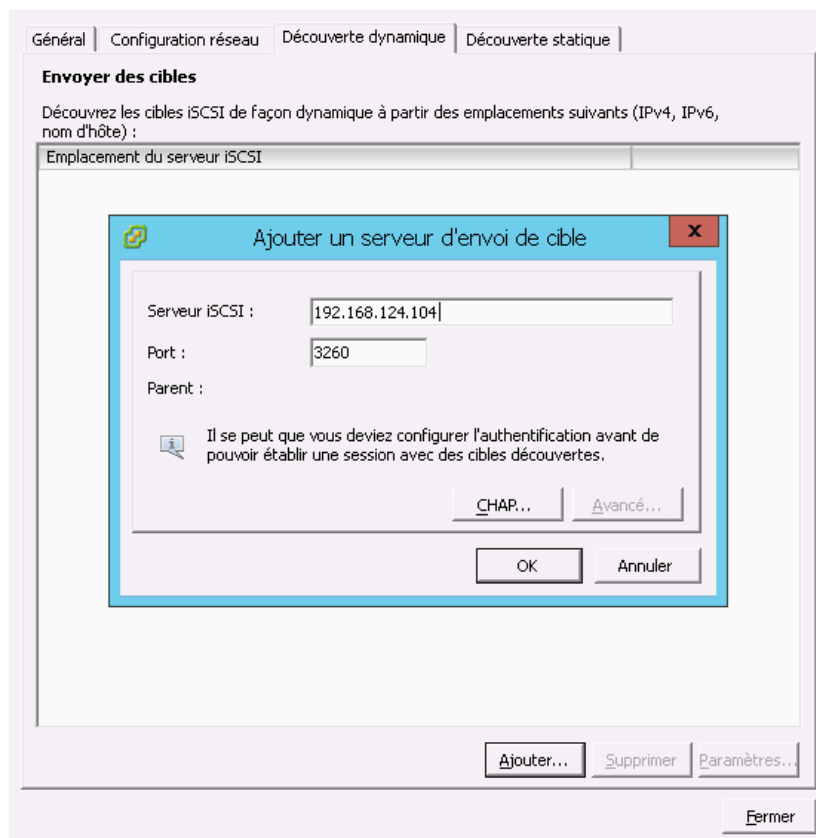 Général
Configuration réseau
Découverte dynamique
Découverte statique
Envoyer des cibles
Découvrez les cibles iSCSI de façon dynamique à partir des emplacements suivants (IPv4, IPv6,
nom d'hôte) :
Emplacement du serveur iSCSI
Ajouter un serveur d'envoi de cible
x
Serveur iSCSI :
192.168.124.104
Port :
3260
Parent :
Il se peut que vous deviez configurer l'authentification avant de
pouvoir établir une session avec des cibles découvertes.
CHAP...
Avancé...
OK
Annuler
Ajouter...
Supprimer
Paramètres...
Fermer